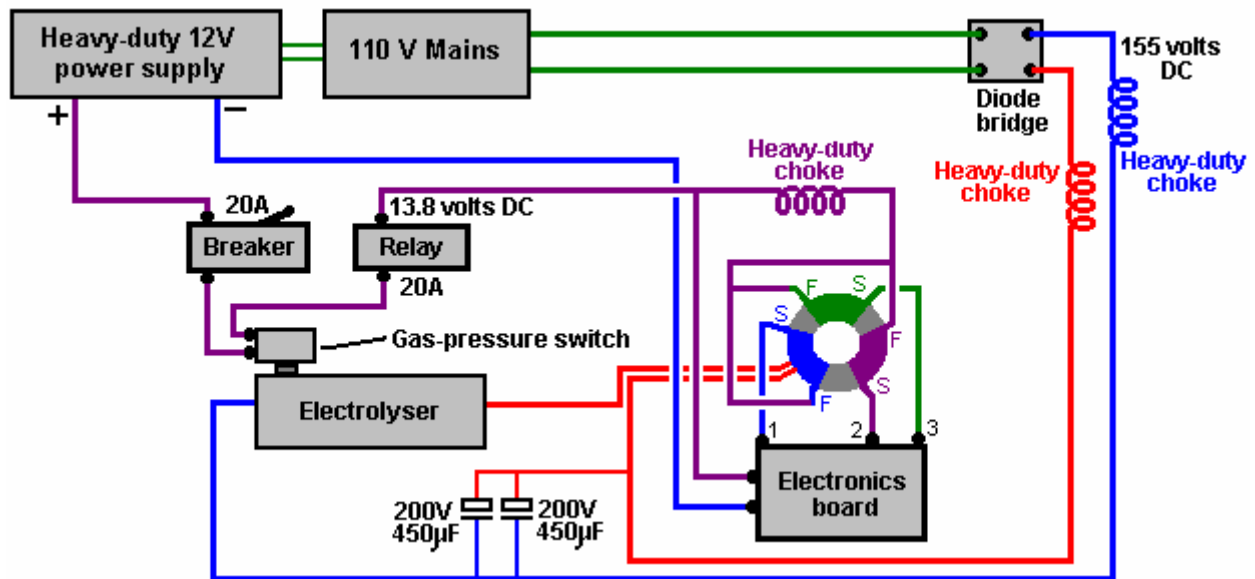 Heavy-duty 12V
power supply
110 V Mains
155 volts
DC
Diode
bridge
+
−
Heavy-duty
choke
Heavy-duty
choke
Heavy-duty
choke
20A
13.8 volts DC
Breaker
Relay
20A
F
S
S
F
S
F
Gas-pressure switch
Electrolyser
1
2
3
Electronics
board
200V
450µF
200V
450µF